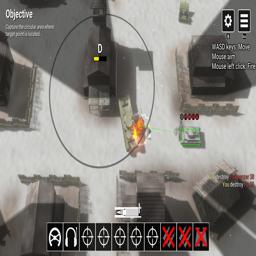 Objective
Capture the circular area where
target point is located.
D
WASD keys: Move
Mouse aim
Mouse left click: Fire
destroy
You destroy